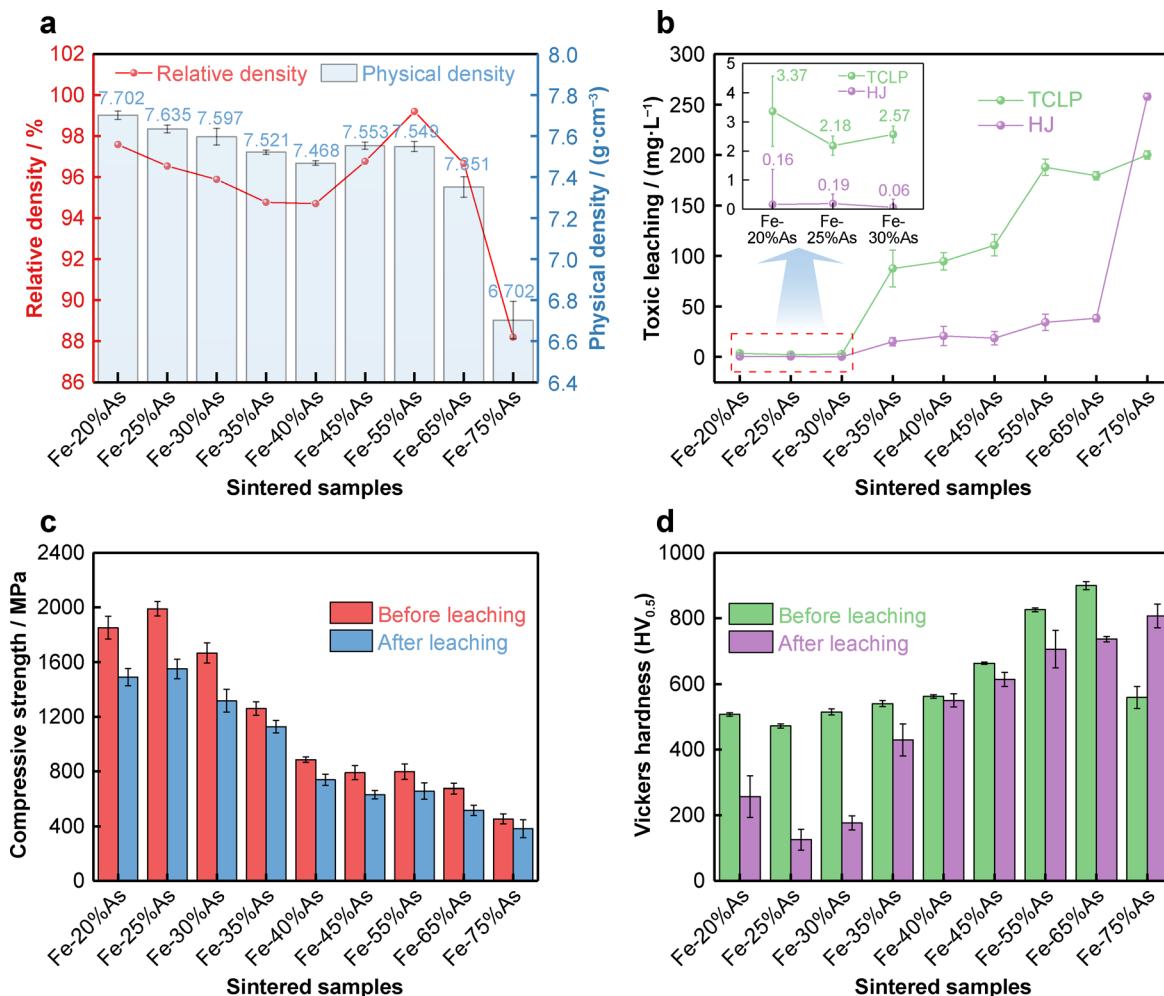 a
Relative density
Physical density
102
100
98
96
94
92
90
88
86
Relative density / %
8.0
7.8
7.6
7.4
7.2
7.0
6.8
6.6
6.4
Physical density / (g·cm⁻³)
7.702
7.635
7.597
7.521
7.468
7.553
7.549
7.351
6.702
Fe-20%As
Fe-25%As
Fe-30%As
Fe-35%As
Fe-40%As
Fe-45%As
Fe-55%As
Fe-65%As
Fe-75%As
Sintered samples
b
300
250
200
150
100
50
0
Toxic leaching / (mg·L⁻¹)
TCLP
HJ
5
4
3
2
1
0
TCLP
HJ
3.37
2.18
2.57
0.16
0.19
0.06
Fe-
20%As
Fe-
25%As
Fe-
30%As
Fe-20%As
Fe-25%As
Fe-30%As
Fe-35%As
Fe-40%As
Fe-45%As
Fe-55%As
Fe-65%As
Fe-75%As
Sintered samples
c
2400
2000
1600
1200
800
400
0
Compressive strength / MPa
Before leaching
After leaching
Fe-20%As
Fe-25%As
Fe-30%As
Fe-35%As
Fe-40%As
Fe-45%As
Fe-55%As
Fe-65%As
Fe-75%As
Sintered samples
d
1000
800
600
400
200
0
Vickers hardness (HV₀.₅)
Before leaching
After leaching
Fe-20%As
Fe-25%As
Fe-30%As
Fe-35%As
Fe-40%As
Fe-45%As
Fe-55%As
Fe-65%As
Fe-75%As
Sintered samples